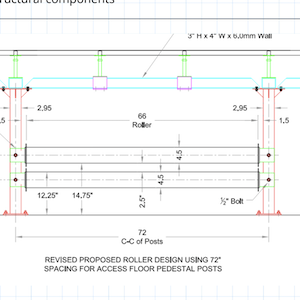 ructural components
3" H x 4" W x 6,0mm Wall
2,95
66
Roller
2,95
1,5
1,5
4.5
4.5
12,25"
14,75"
2.5"
½" Bolt
72
C-C of Posts
REVISED PROPOSED ROLLER DESIGN USING 72"
SPACING FOR ACCESS FLOOR PEDESTAL POSTS